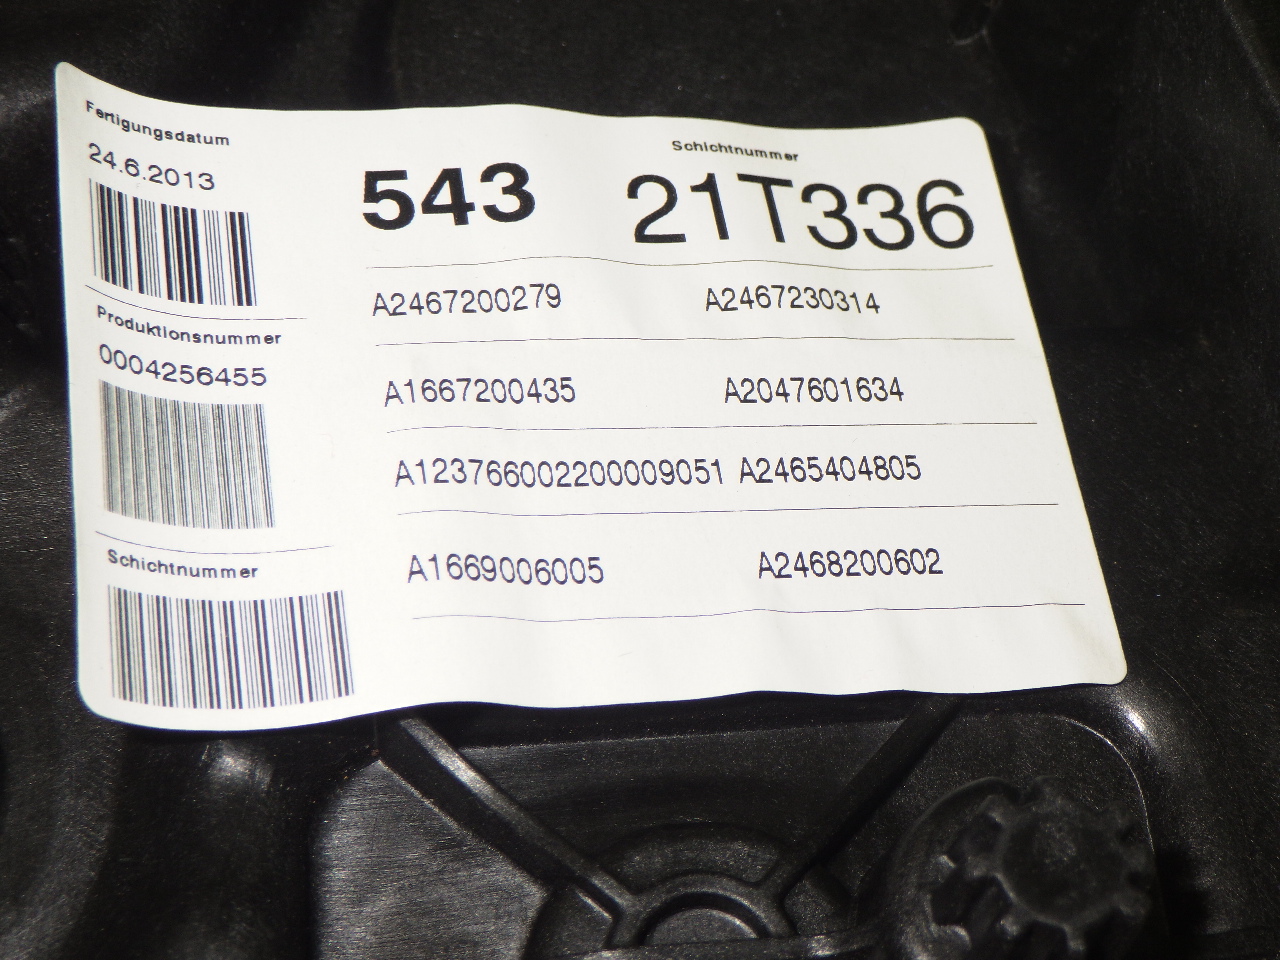 Fertigungsdatum
24.6.2013
543
Schichtnummer
21T336
A2467200279 A2467230314
Produktionsnummer
0004256455
A1667200435 A2047601634
A123766002200009051 A2465404805
Schichtnummer
A1669006005 A2468200602